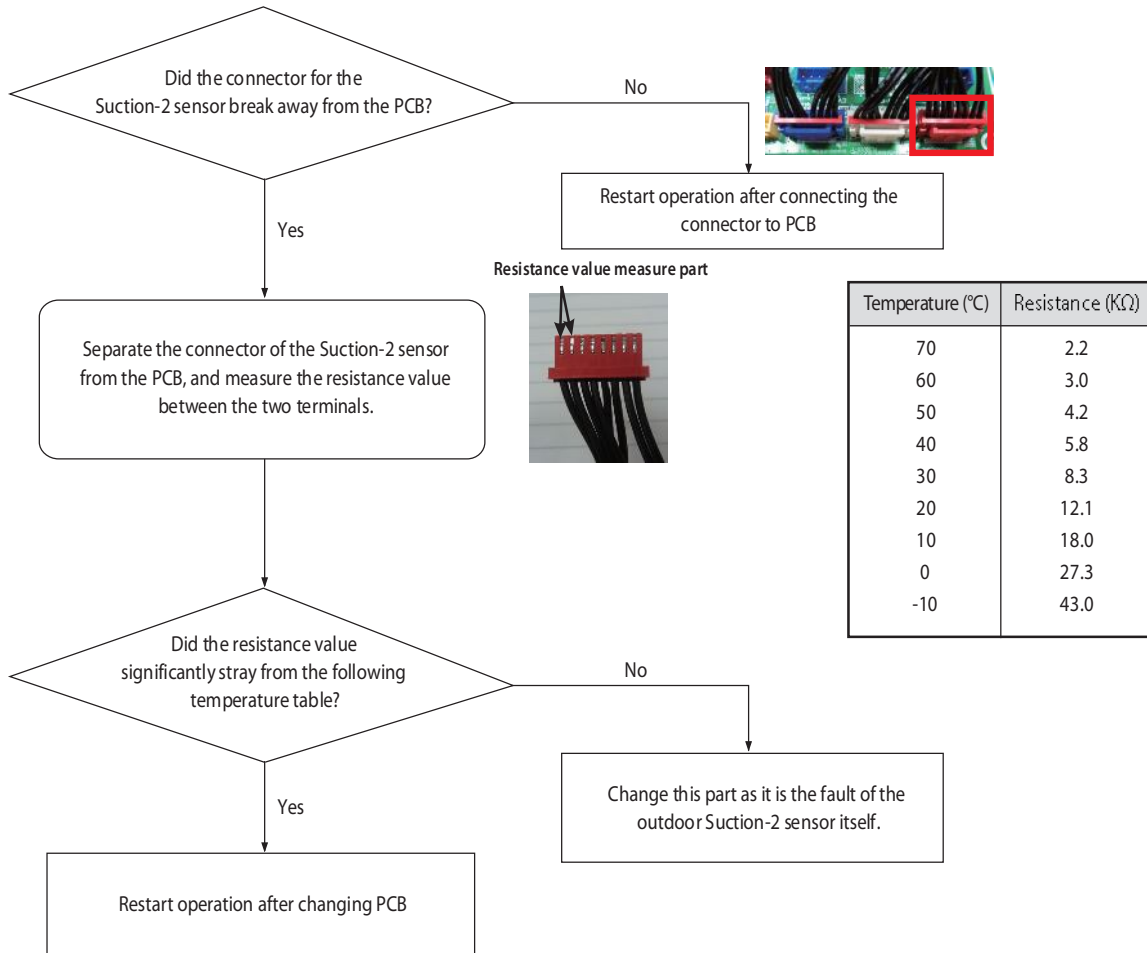 Did the connector for the
Suction-2 sensor break away from the PCB?
No
Restart operation after connecting the
connector to PCB
Yes
Resistance value measure part
Separate the connector of the Suction-2 sensor
from the PCB, and measure the resistance value
between the two terminals.
Temperature (°C) Resistance (KΩ)
70 2.2
60 3.0
50 4.2
40 5.8
30 8.3
20 12.1
10 18.0
0 27.3
-10 43.0
Did the resistance value
significantly stray from the following
temperature table?
No
Change this part as it is the fault of the
outdoor Suction-2 sensor itself.
Yes
Restart operation after changing PCB